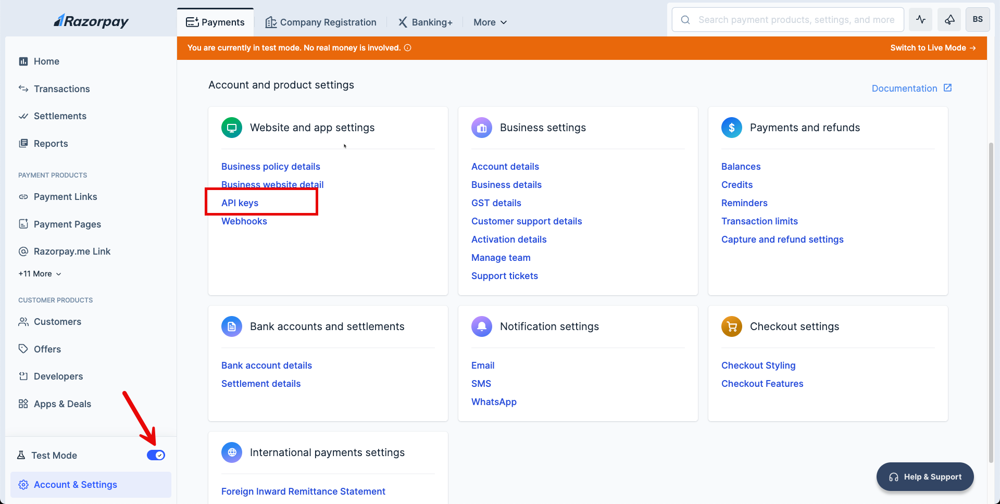 Razorpay
Payments
Company Registration
Banking+
More
Search payment products, settings, and more
BS
You are currently in test mode. No real money is involved.
Switch to Live Mode →
Home
Transactions
Settlements
Reports
PAYMENT PRODUCTS
Payment Links
Payment Pages
Razorpay.me Link
+11 More
CUSTOMER PRODUCTS
Customers
Offers
Developers
Apps & Deals
Test Mode
Account & Settings
Account and product settings
Documentation
Website and app settings
Business policy details
Business website detail
API keys
Webhooks
Business settings
Account details
Business details
GST details
Customer support details
Activation details
Manage team
Support tickets
Payments and refunds
Balances
Credits
Reminders
Transaction limits
Capture and refund settings
Bank accounts and settlements
Bank account details
Settlement details
Notification settings
Email
SMS
WhatsApp
Checkout settings
Checkout Styling
Checkout Features
International payments settings
Foreign Inward Remittance Statement
Help & Support